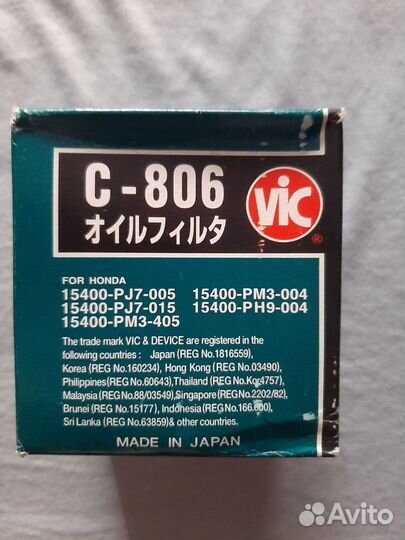 C-806
オイルフィルタ
VIC
®
FOR HONDA
15400-PJ7-005 15400-PM3-004
15400-PJ7-015 15400-PH9-004
15400-PM3-405
The trade mark VIC & DEVICE are registered in the
following countries : Japan (REG No.1816559),
Korea (REG No.160234), Hong Kong (REG No.03490),
Philippines(REG No.60643),Thailand(REG No.Kor4757),
Malaysia(REG No.88/03549),Singapore(REG No.2202/82),
Brunei (REG No.15177), Indonesia(REG No.166.600),
Sri Lanka (REG No.63859)& other countries.
MADE IN JAPAN
Avito